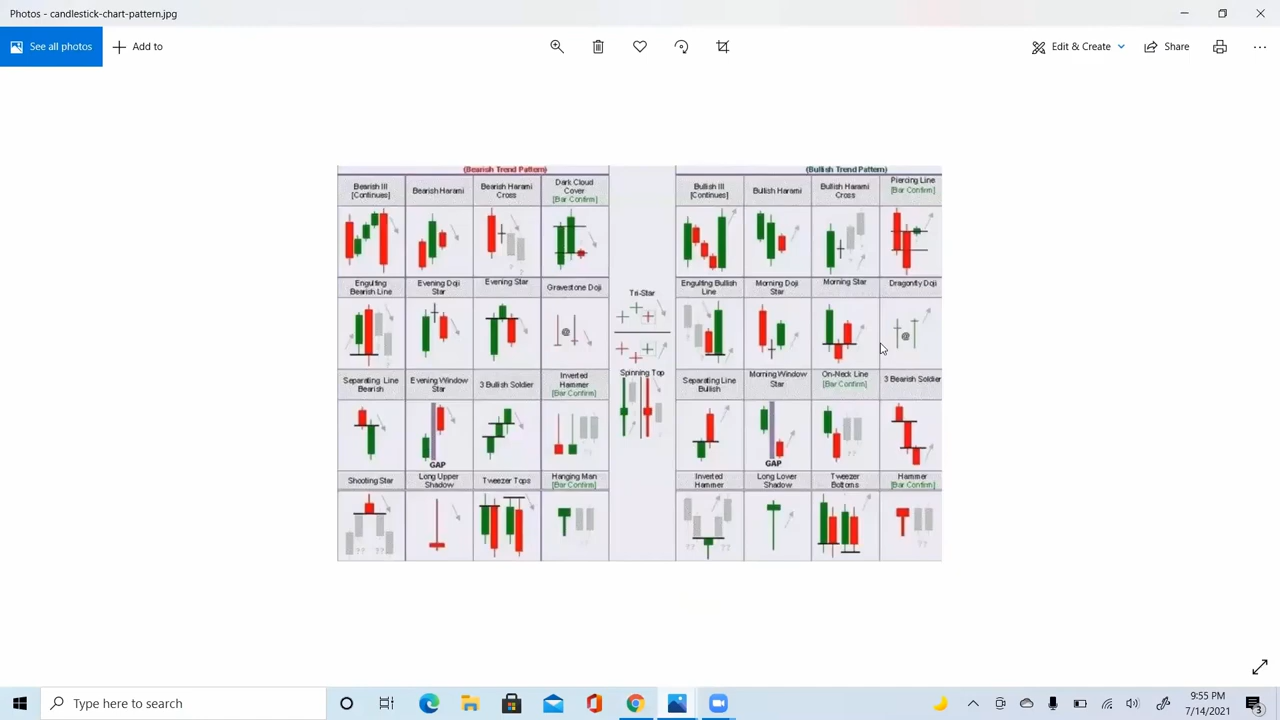 Photos - candlestick-chart-pattern.jpg
See all photos
Add to
Edit & Create
Share
(Bearish Trend Pattern)
(Bullish Trend Pattern)
Bearish III
[Continues]
Bearish Harami
Bearish Harami
Cross
Dark Cloud
Cover
[Bar Confirm]
Bullish III
[Continues]
Bullish Harami
Bullish Harami
Cross
Piercing Line
[Bar Confirm]
Engulfing
Bearish Line
Evening Doji
Star
Evening Star
Gravestone Doji
Tri-Star
Engulfing Bullish
Line
Morning Doji
Star
Morning Star
Dragonfly Doji
@
@
Separating Line
Bearish
Evening Window
Star
3 Bullish Soldier
Inverted
Hammer
[Bar Confirm]
Spinning Top
Separating Line
Bullish
Morning Window
Star
On-Neck Line
[Bar Confirm]
3 Bearish Soldier
GAP
GAP
??
Shooting Star
Long Upper
Shadow
Tweezer Tops
Hanging Man
[Bar Confirm]
Inverted
Hammer
Long Lower
Shadow
Tweezer
Bottoms
Hammer
[Bar Confirm]
?? ??
??
?? ??
??
Type here to search
9:55 PM
7/14/2021
3